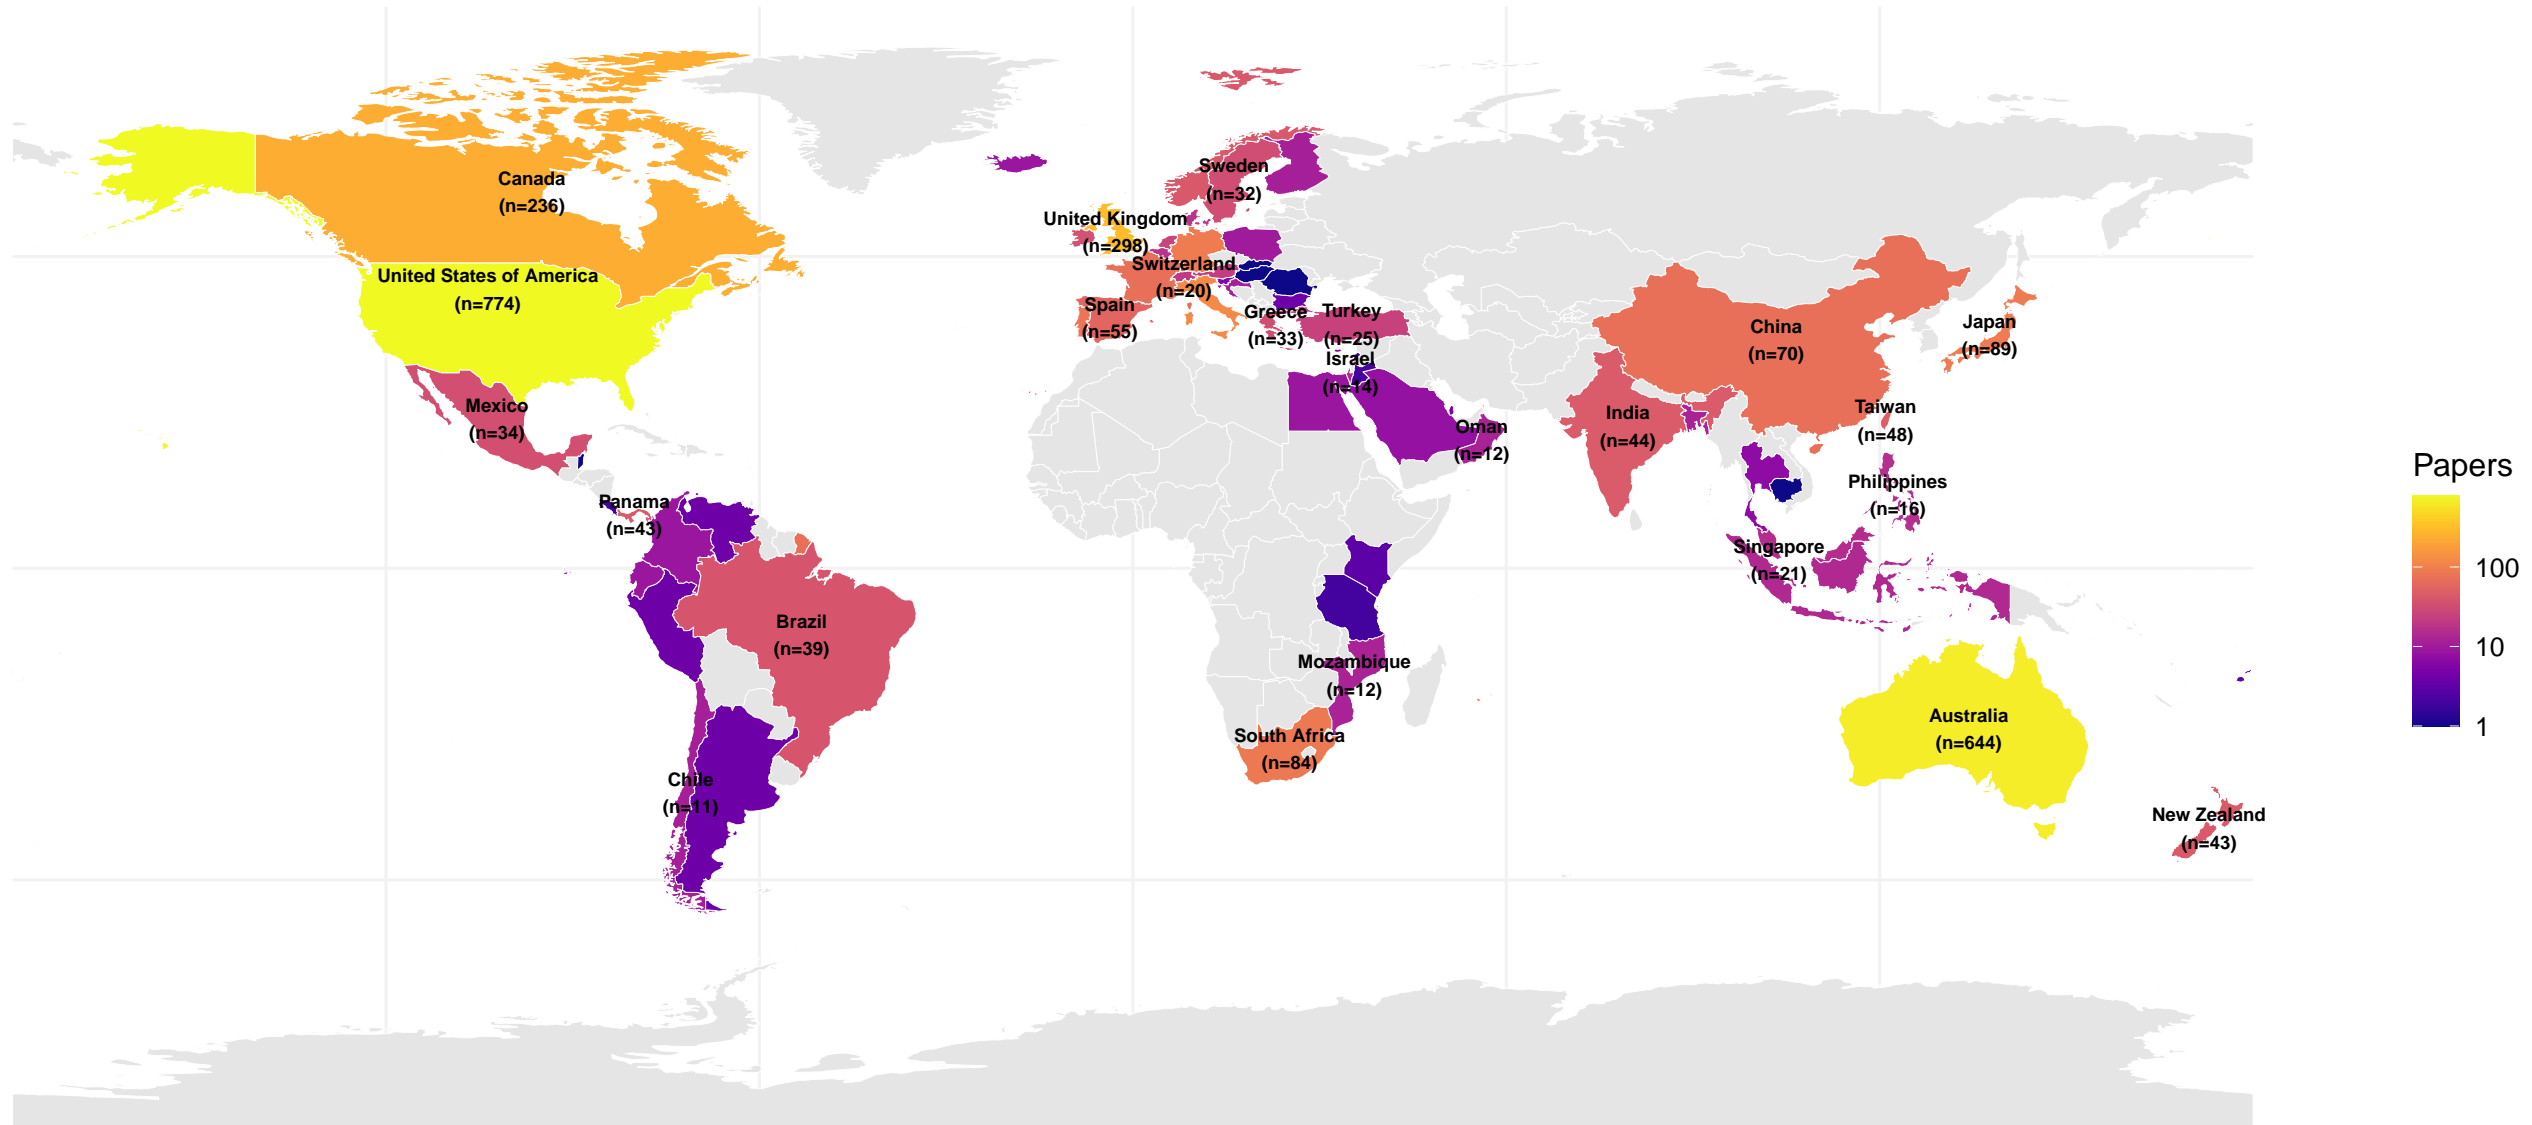 Canada
(n=236)
United States of America
(n=774)
Mexico
(n=34)
Panama
(n=43)
Brazil
(n=39)
Chile
(n=11)
Sweden
(n=32)
United Kingdom
(n=298)
Switzerland
(n=20)
Spain
(n=55)
Greece
(n=33)
Turkey
(n=25)
Israel
(n=14)
Oman
(n=12)
Mozambique
(n=12)
South Africa
(n=84)
India
(n=44)
China
(n=70)
Japan
(n=89)
Taiwan
(n=48)
Philippines
(n=16)
Singapore
(n=21)
Australia
(n=644)
New Zealand
(n=43)
Papers
100
10
1